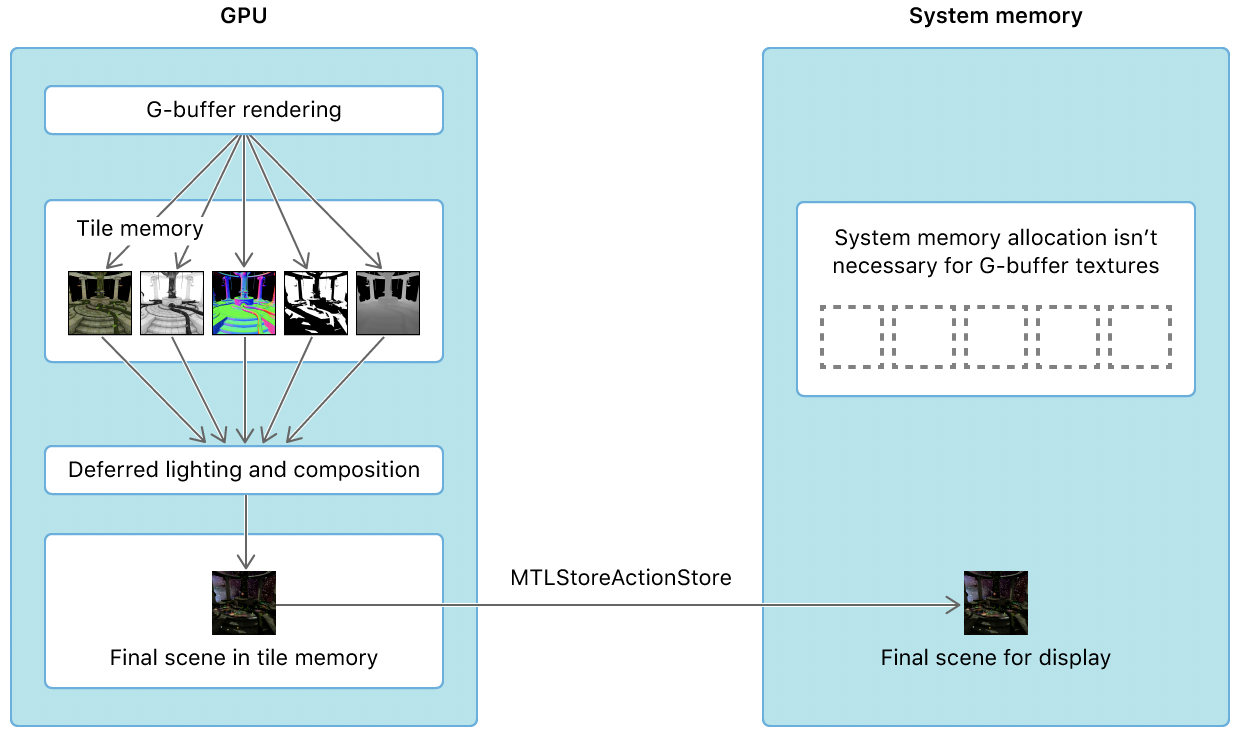 GPU
System memory
G-buffer rendering
Tile memory
System memory allocation isn’t
necessary for G-buffer textures
Deferred lighting and composition
MTLStoreActionStore
Final scene in tile memory
Final scene for display